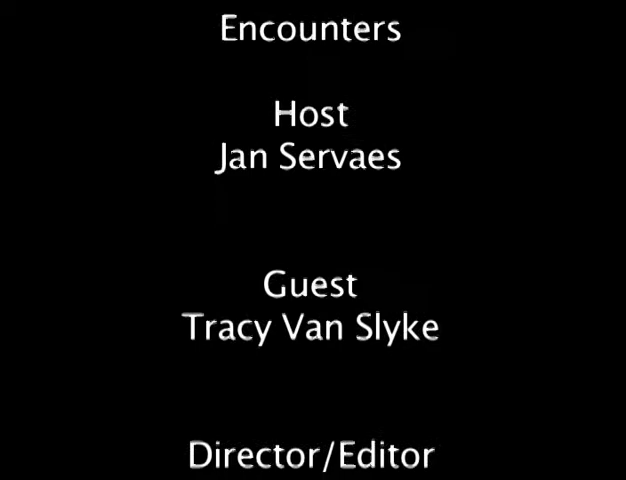 Encounters
Host
Jan Servaes
Guest
Tracy Van Slyke
Director/Editor